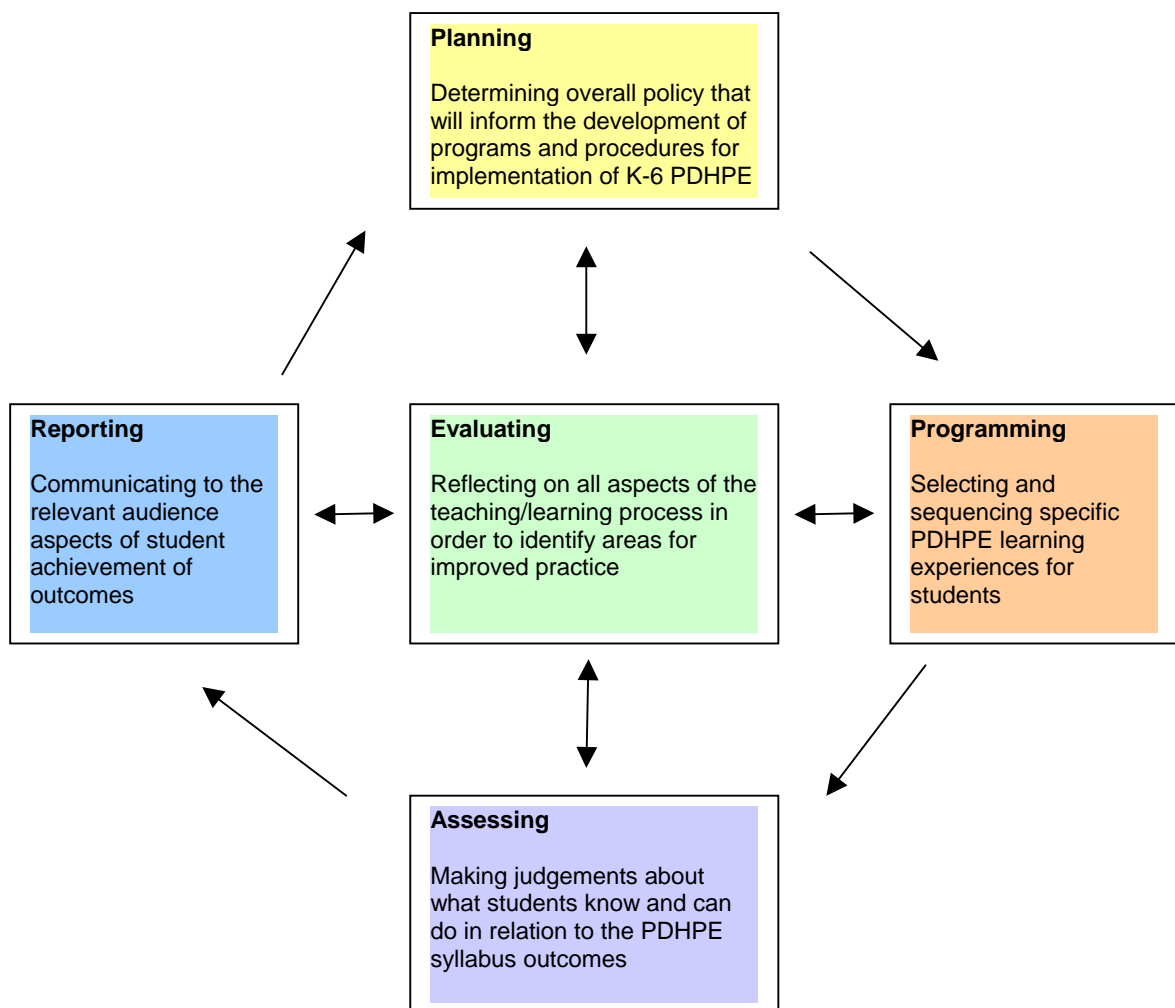 Planning
Determining overall policy that
will inform the development of
programs and procedures for
implementation of K-6 PDHPE
Reporting
Communicating to the
relevant audience
aspects of student
achievement of
outcomes
Evaluating
Reflecting on all aspects of the
teaching/learning process in
order to identify areas for
improved practice
Programming
Selecting and
sequencing specific
PDHPE learning
experiences for
students
Assessing
Making judgements about
what students know and can
do in relation to the PDHPE
syllabus outcomes